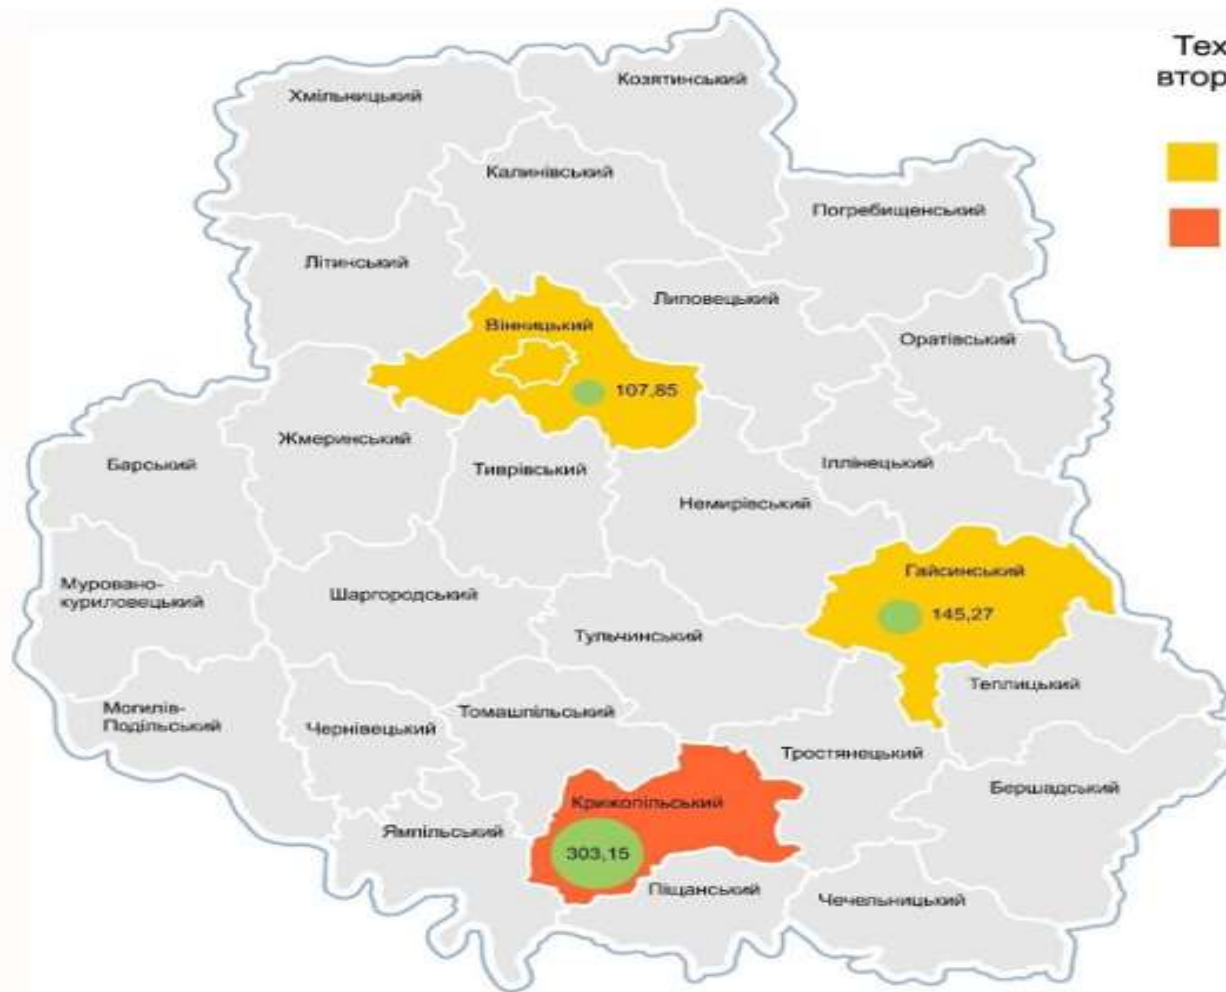 Тех
втор
Козятинський
Хмільницький
Калинівський
Погребищенський
Літинський
Липовецький
Вінницький
Оратівський
107,85
Жмеринський
Барський
Тиврівський
Іллінецький
Немирівський
Гайсинський
Муровано-
куриловецький
Шаргородський
145,27
Тульчинський
Теплицький
Могилів-
Подільський
Томашпільський
Чернівецький
Тростянецький
Бершадський
Крижопільський
Ямпільський
303,15
Піщанський
Чечельницький